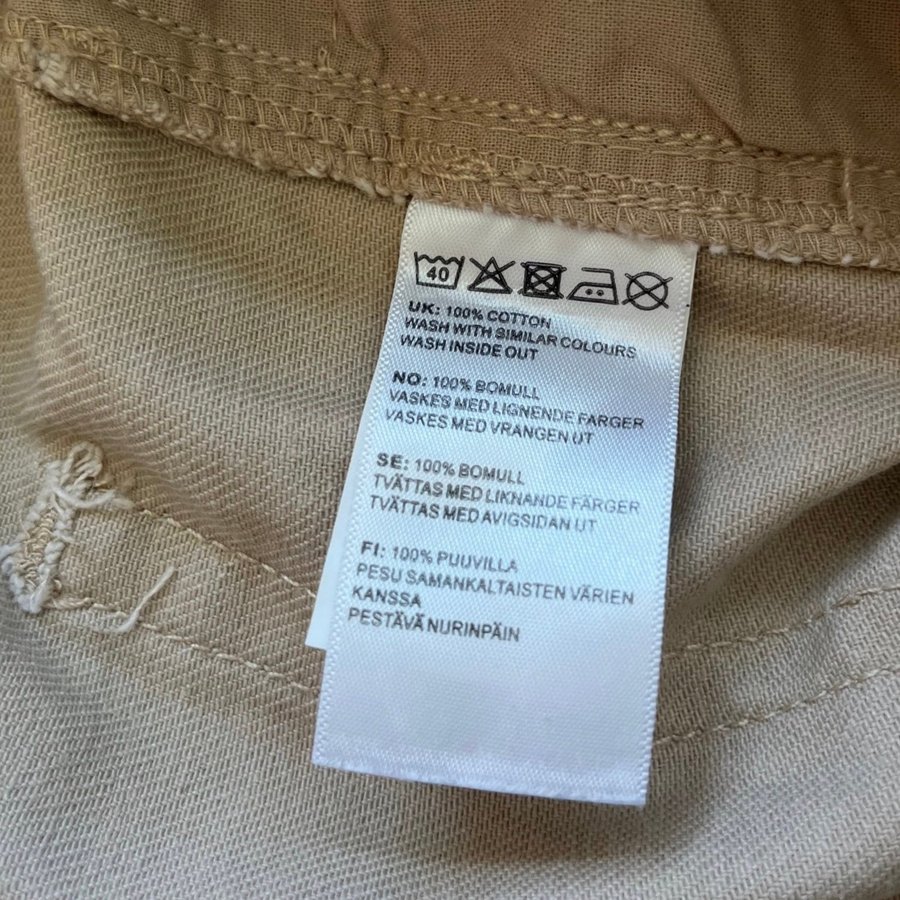 40
UK: 100% COTTON
WASH WITH SIMILAR COLOURS
WASH INSIDE OUT
NO: 100% BOMULL
VASKES MED LIGNENDE FARGER
VASKES MED VRANGEN UT
SE: 100% BOMULL
TVÄTTAS MED LIKNANDE FÄRGER
TVÄTTAS MED AVIGSIDAN UT
FI: 100% PUUVILLA
PESU SAMANKALTAISTEN VÄRIEN
KANSSA
PESTÄVÄ NURINPÄIN